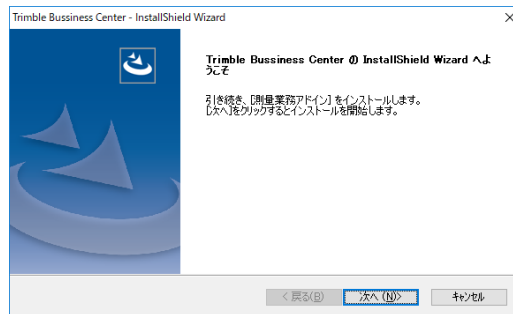 Trimble Bussiness Center - InstallShield Wizard
Trimble Bussiness Center の InstallShield Wizard へよ
うこそ
引き続き、[測量業務アドイン] をインストールします。
[次へ]をクリックするとインストールを開始します。
< 戻る(B)
次へ (N)>
キャンセル